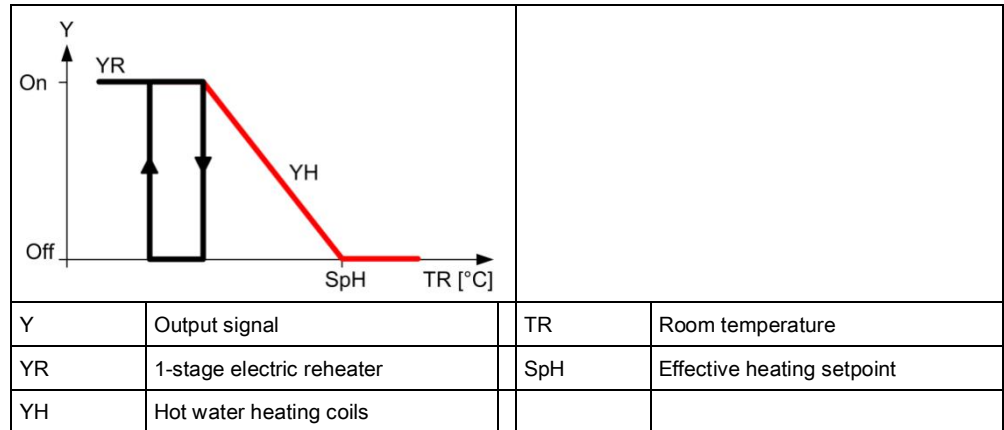 Y
YR
On
YH
Off
SpH TR [°C]
Y Output signal TR Room temperature
YR 1-stage electric reheater SpH Effective heating setpoint
YH Hot water heating coils